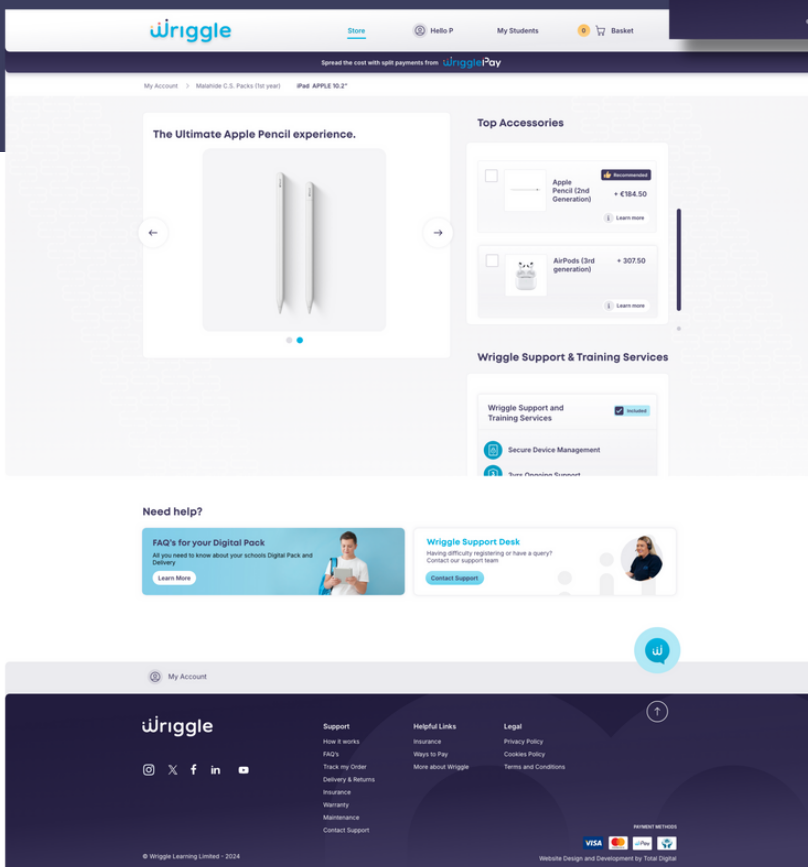 wriggle
Store
Hello P
My Students
0
Basket
Spread the cost with split payments from wrigglePay
My Account > Malahide C.S. Packs (1st year) iPad APPLE 10.2"
The Ultimate Apple Pencil experience.
Top Accessories
Apple
Pencil (2nd
Generation)
Recommended
+ €184.50
i Learn more
AirPods (3rd
generation)
+ 307.50
i Learn more
Wriggle Support & Training Services
Wriggle Support and
Training Services
Included
Secure Device Management
3yrs Ongoing Support
Need help?
FAQ's for your Digital Pack
All you need to know about your schools Digital Pack and
Delivery
Learn More
Wriggle Support Desk
Having difficulty registering or have a query?
Contact our support team
Contact Support
My Account
wriggle
Support
How it works
FAQ's
Track my Order
Delivery & Returns
Insurance
Warranty
Maintenance
Contact Support
Helpful Links
Insurance
Ways to Pay
More about Wriggle
Legal
Privacy Policy
Cookies Policy
Terms and Conditions
PAYMENT METHODS
VISA
© Wriggle Learning Limited - 2024
Website Design and Development by Total Digital